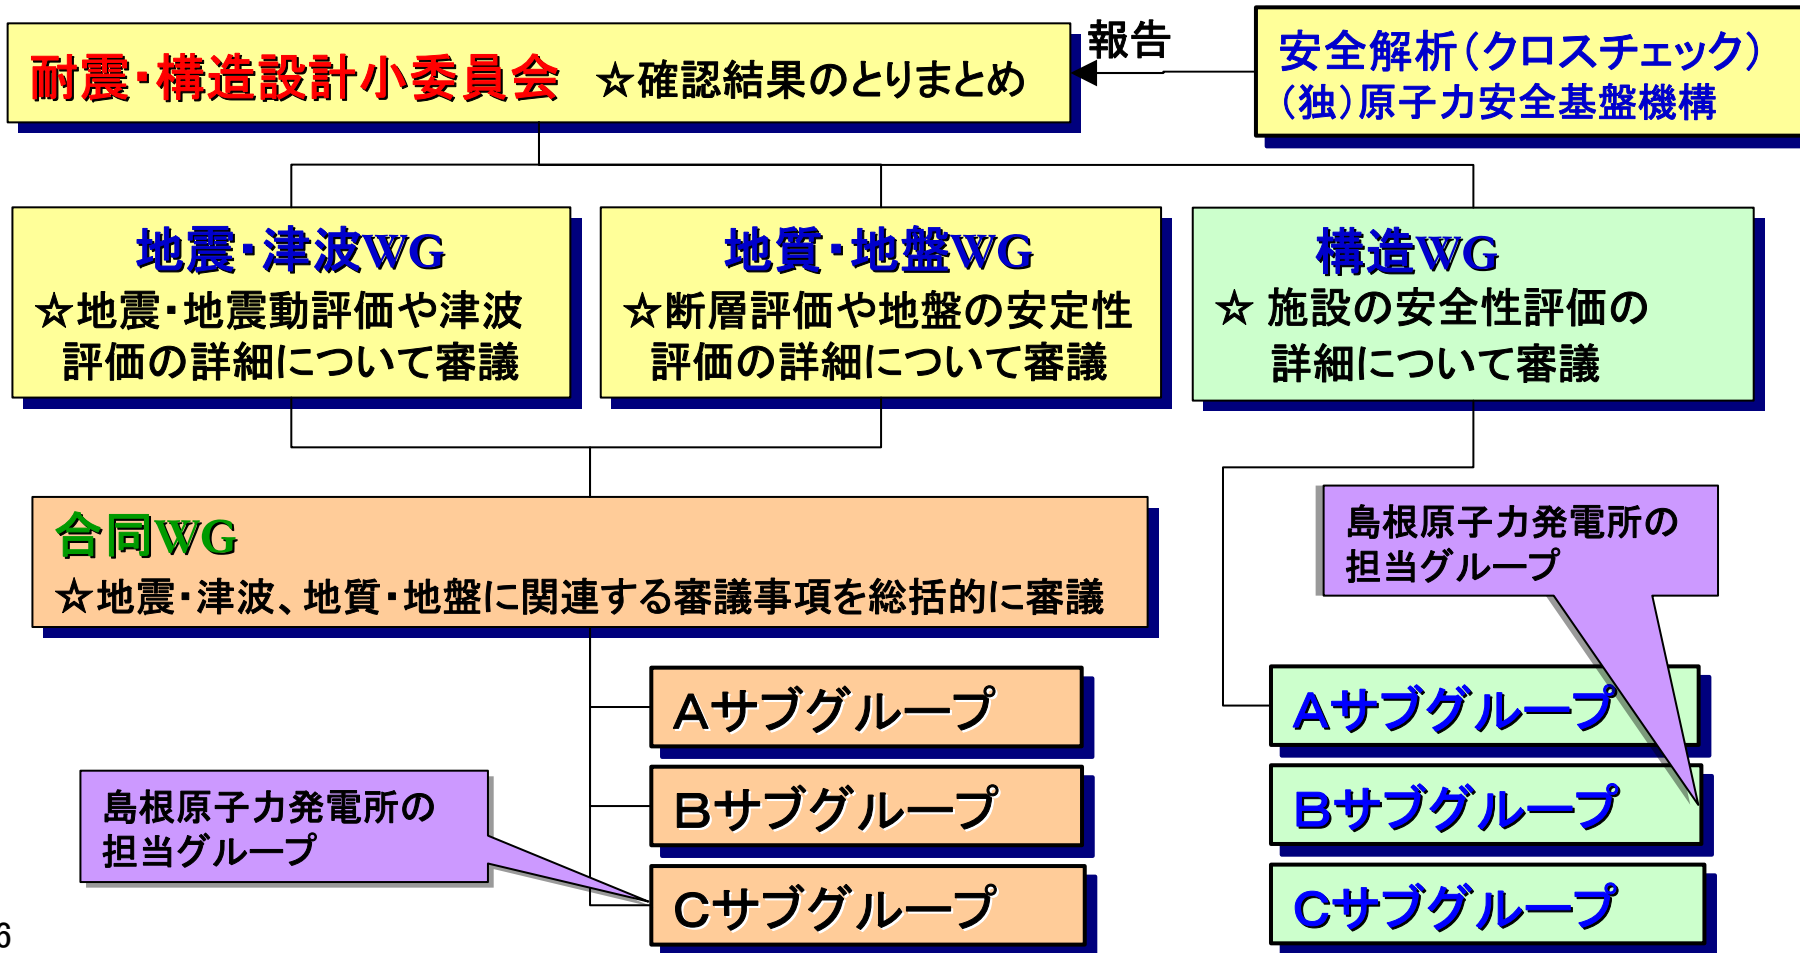 耐震・構造設計小委員会 ☆確認結果のとりまとめ
報告
安全解析（クロスチェック）
（独）原子力安全基盤機構
地震・津波WG
☆地震・地震動評価や津波
評価の詳細について審議
地質・地盤WG
☆断層評価や地盤の安定性
評価の詳細について審議
構造WG
☆ 施設の安全性評価の
詳細について審議
合同WG
☆地震・津波、地質・地盤に関連する審議事項を総括的に審議
島根原子力発電所の
担当グループ
Aサブグループ
Bサブグループ
Cサブグループ
島根原子力発電所の
担当グループ
Aサブグループ
Bサブグループ
Cサブグループ
6